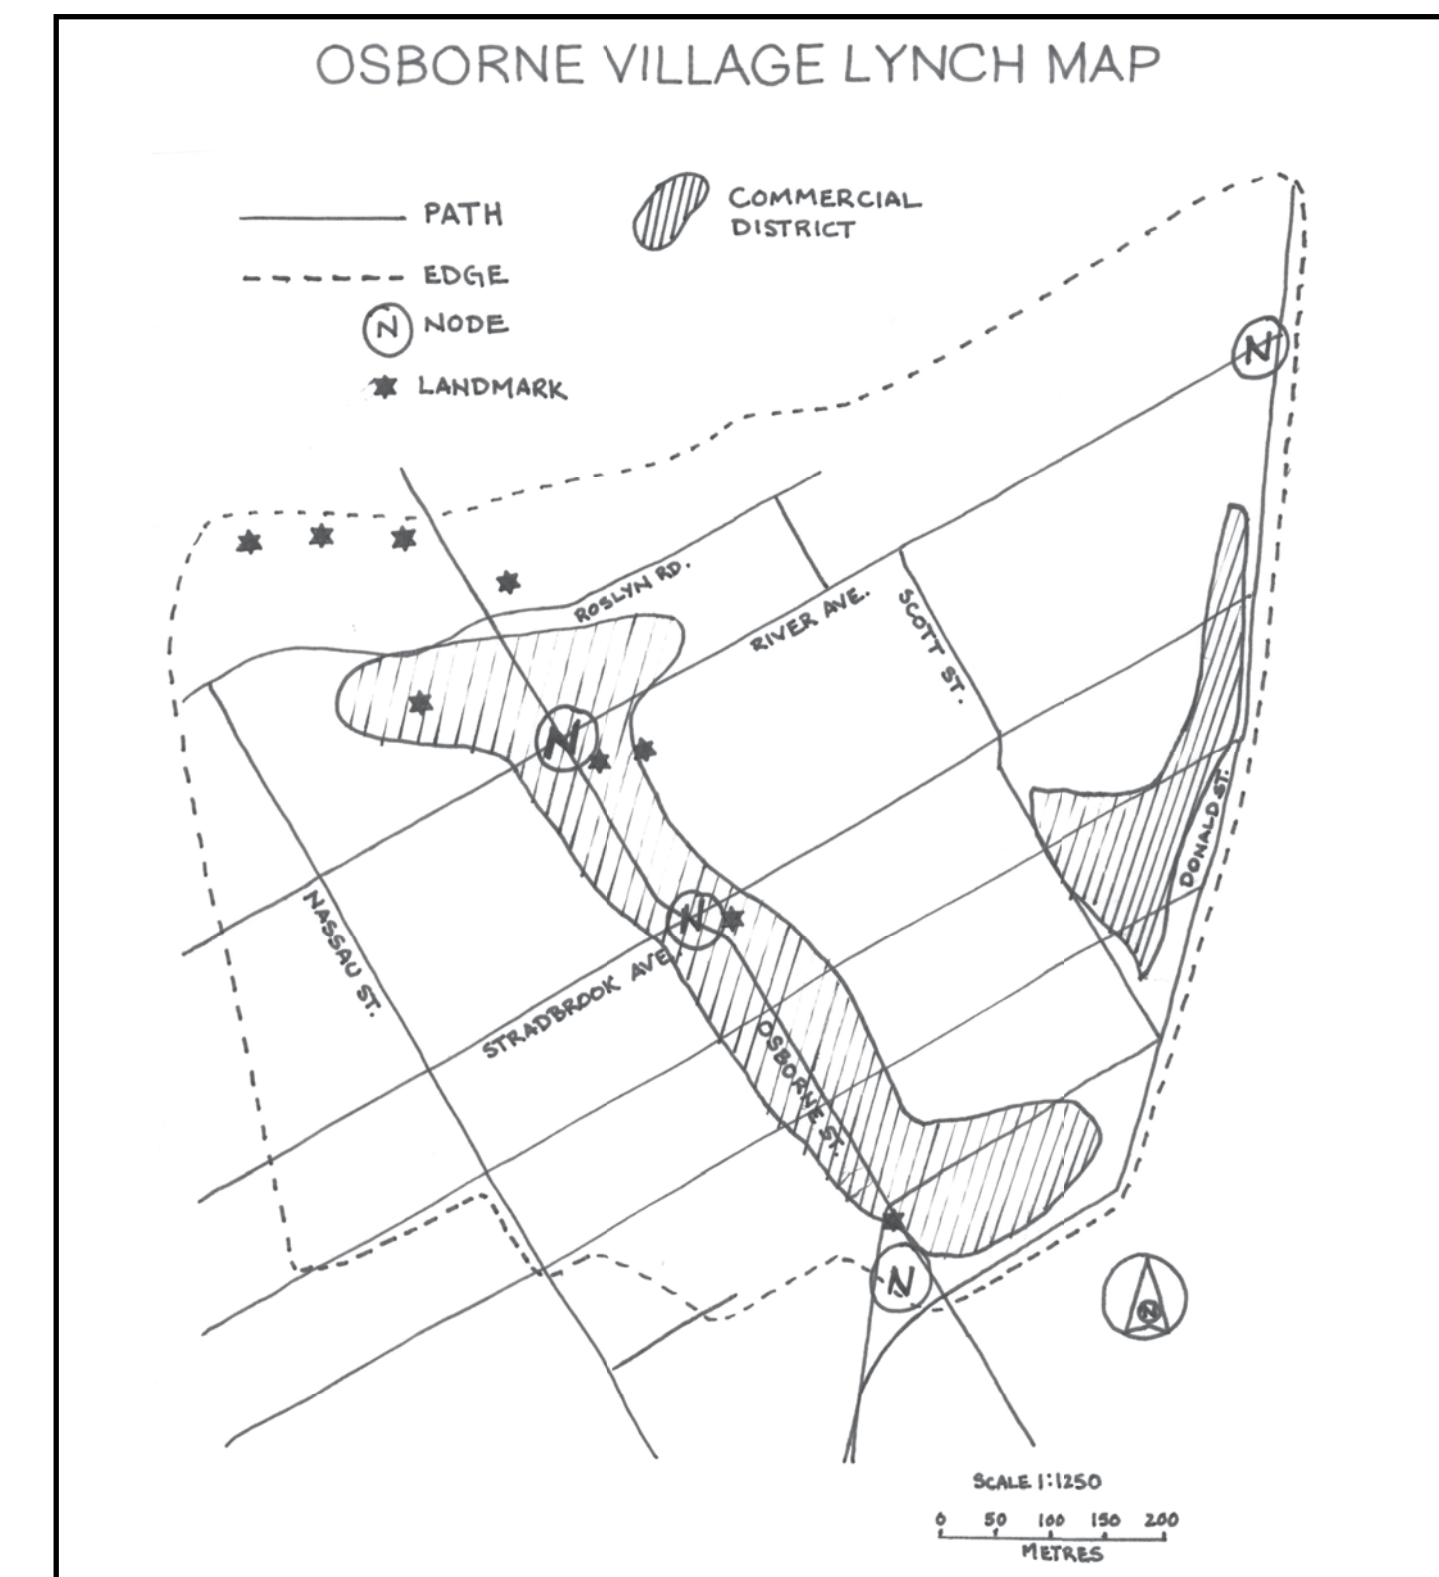 OSBORNE VILLAGE LYNCH MAP
PATH
COMMERCIAL
DISTRICT
EDGE
N NODE
LANDMARK
N
ROSLYN RD.
RIVER AVE.
SCOTT ST.
N
DONALD ST.
NASSAU ST.
N
STRADBROOK AVE.
OSBORNE ST.
N
N
SCALE 1:1250
0 50 100 150 200
METRES